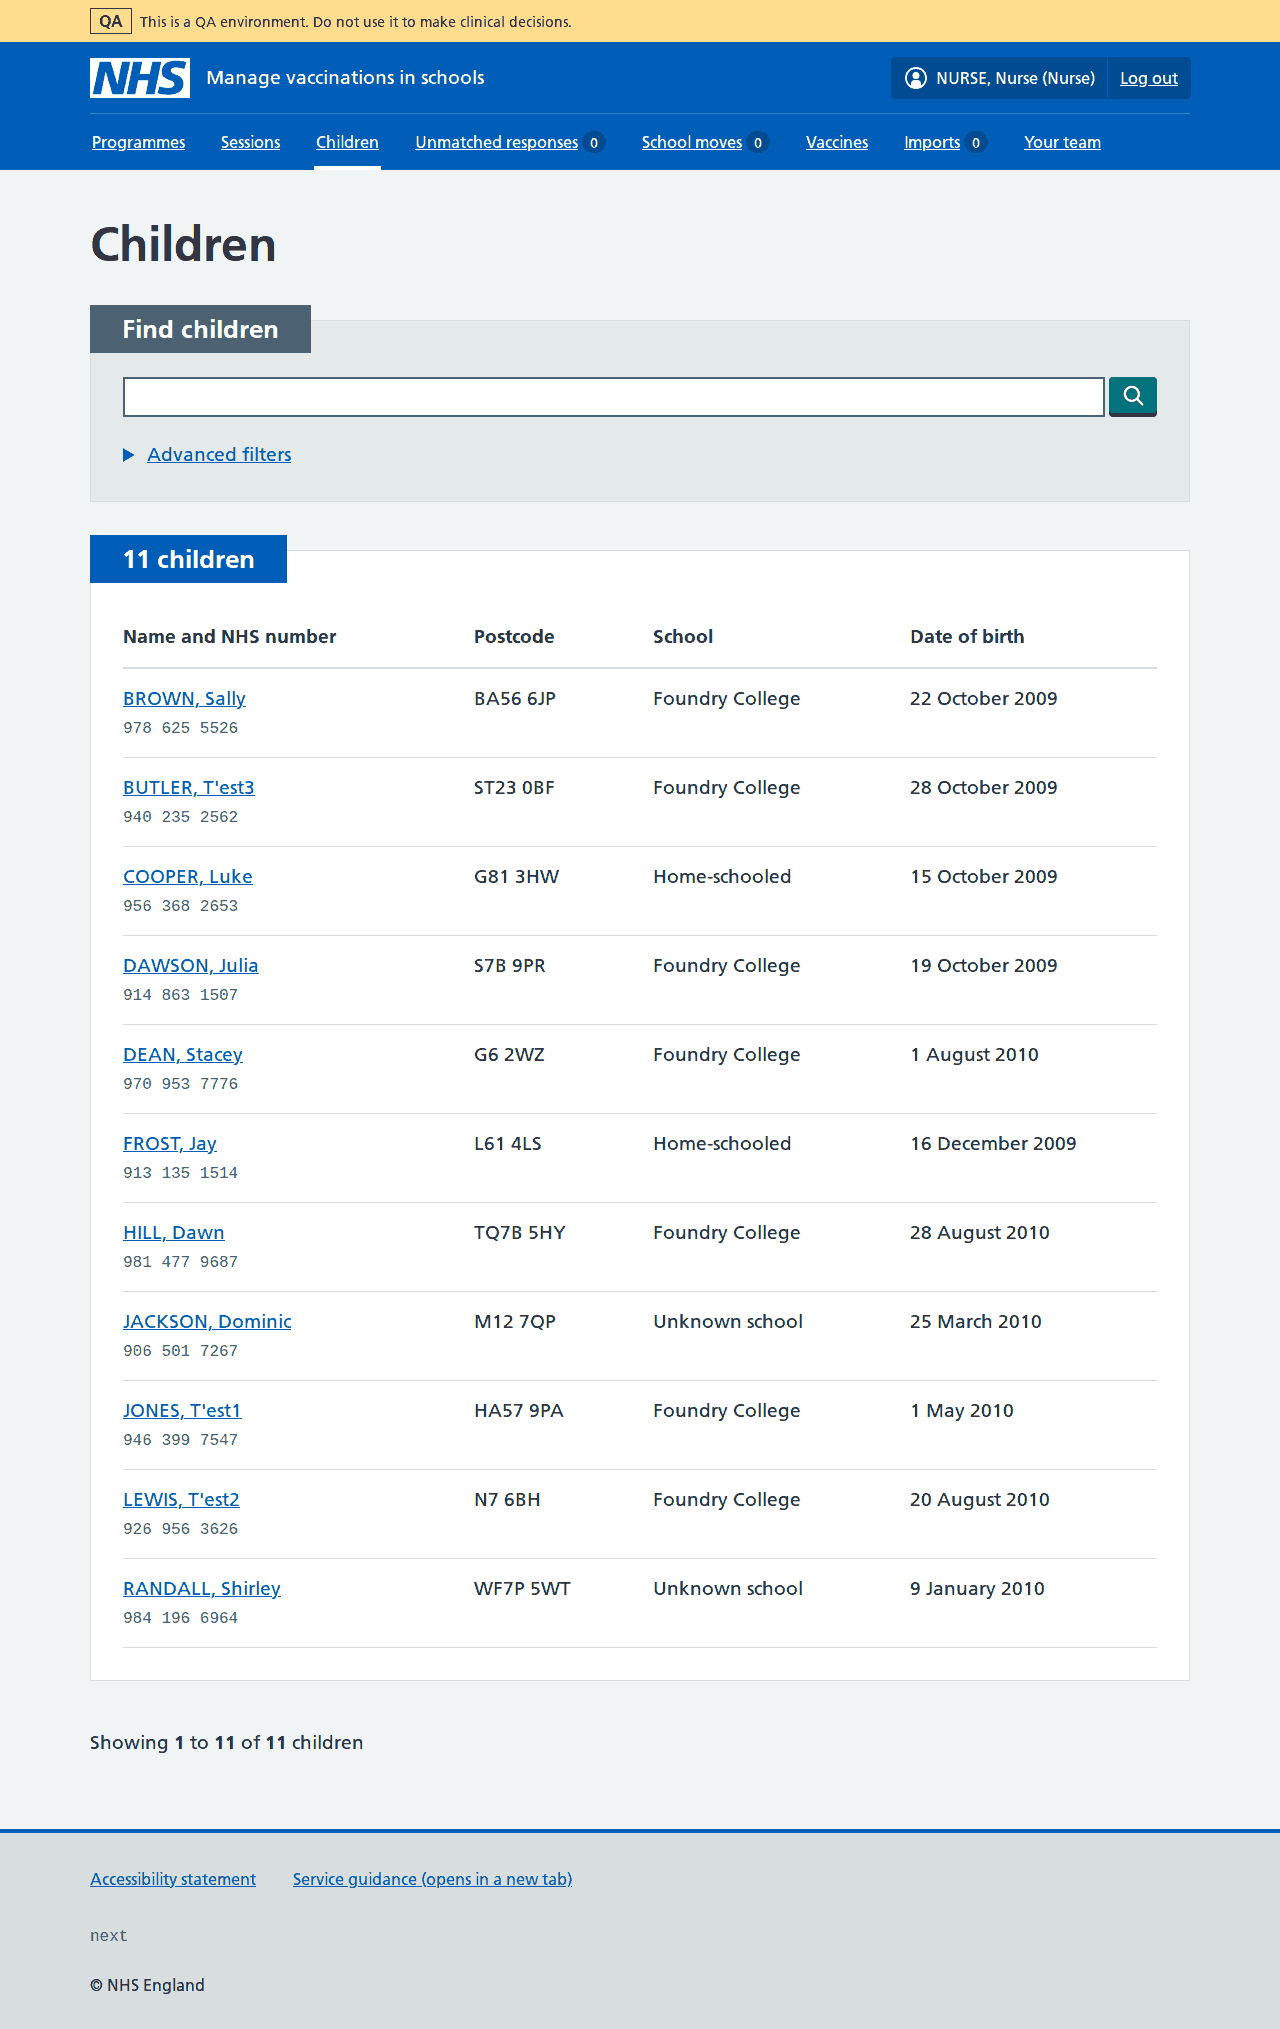 QA This is a QA environment. Do not use it to make clinical decisions.
NHS Manage vaccinations in schools NURSE, Nurse (Nurse) Log out
Programmes Sessions Children Unmatched responses 0 School moves 0 Vaccines Imports 0 Your team
Children
Find children
Advanced filters
11 children
Name and NHS number Postcode School Date of birth
BROWN, Sally BA56 6JP Foundry College 22 October 2009
978 625 5526
BUTLER, T'est3 ST23 0BF Foundry College 28 October 2009
940 235 2562
COOPER, Luke G81 3HW Home-schooled 15 October 2009
956 368 2653
DAWSON, Julia S7B 9PR Foundry College 19 October 2009
914 863 1507
DEAN, Stacey G6 2WZ Foundry College 1 August 2010
970 953 7776
FROST, Jay L61 4LS Home-schooled 16 December 2009
913 135 1514
HILL, Dawn TQ7B 5HY Foundry College 28 August 2010
981 477 9687
JACKSON, Dominic M12 7QP Unknown school 25 March 2010
906 501 7267
JONES, T'est1 HA57 9PA Foundry College 1 May 2010
946 399 7547
LEWIS, T'est2 N7 6BH Foundry College 20 August 2010
926 956 3626
RANDALL, Shirley WF7P 5WT Unknown school 9 January 2010
984 196 6964
Showing 1 to 11 of 11 children
Accessibility statement Service guidance (opens in a new tab)
next
© NHS England